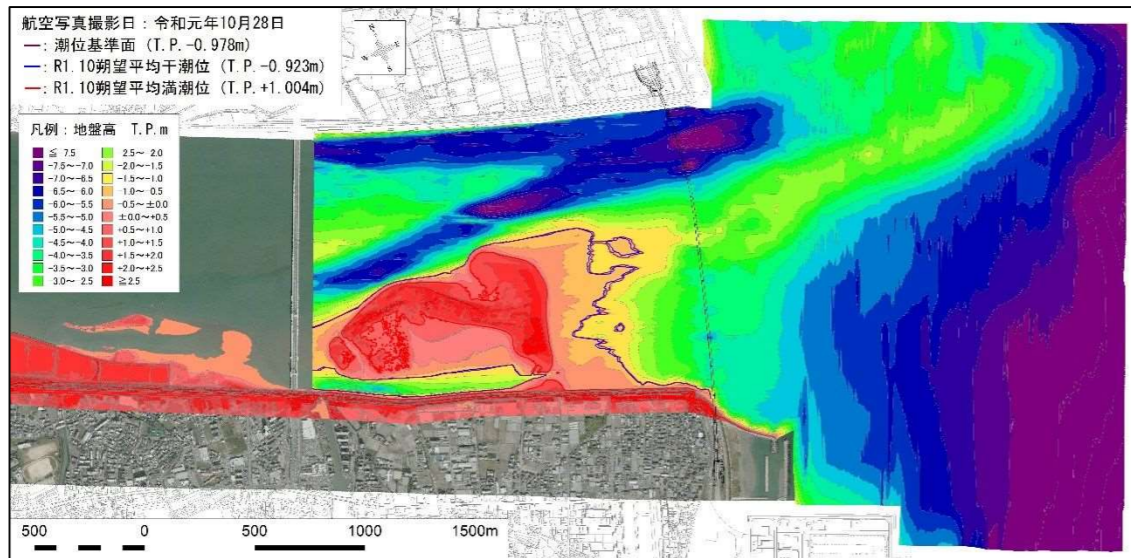 航空写真撮影日：令和元年10月28日
―：潮位基準面 (T.P.-0.978m)
―：R1.10朔望平均干潮位 (T.P.-0.923m)
―：R1.10朔望平均満潮位 (T.P.+1.004m)
凡例：地盤高 T.P.m
≦ 7.5 2.5～ 2.0
-7.5～-7.0 -2.0～-1.5
-7.0～-6.5 -1.5～-1.0
6.5～ 6.0 1.0～ 0.5
6.0～ 5.5 -0.5～±0.0
-5.5～-5.0 ±0.0～+0.5
-5.0～-4.5 +0.5～+1.0
-4.5～-4.0 +1.0～+1.5
-4.0～-3.5 +1.5～+2.0
-3.5～-3.0 +2.0～+2.5
3.0～ 2.5 ≧2.5
500 0 500 1000 1500m